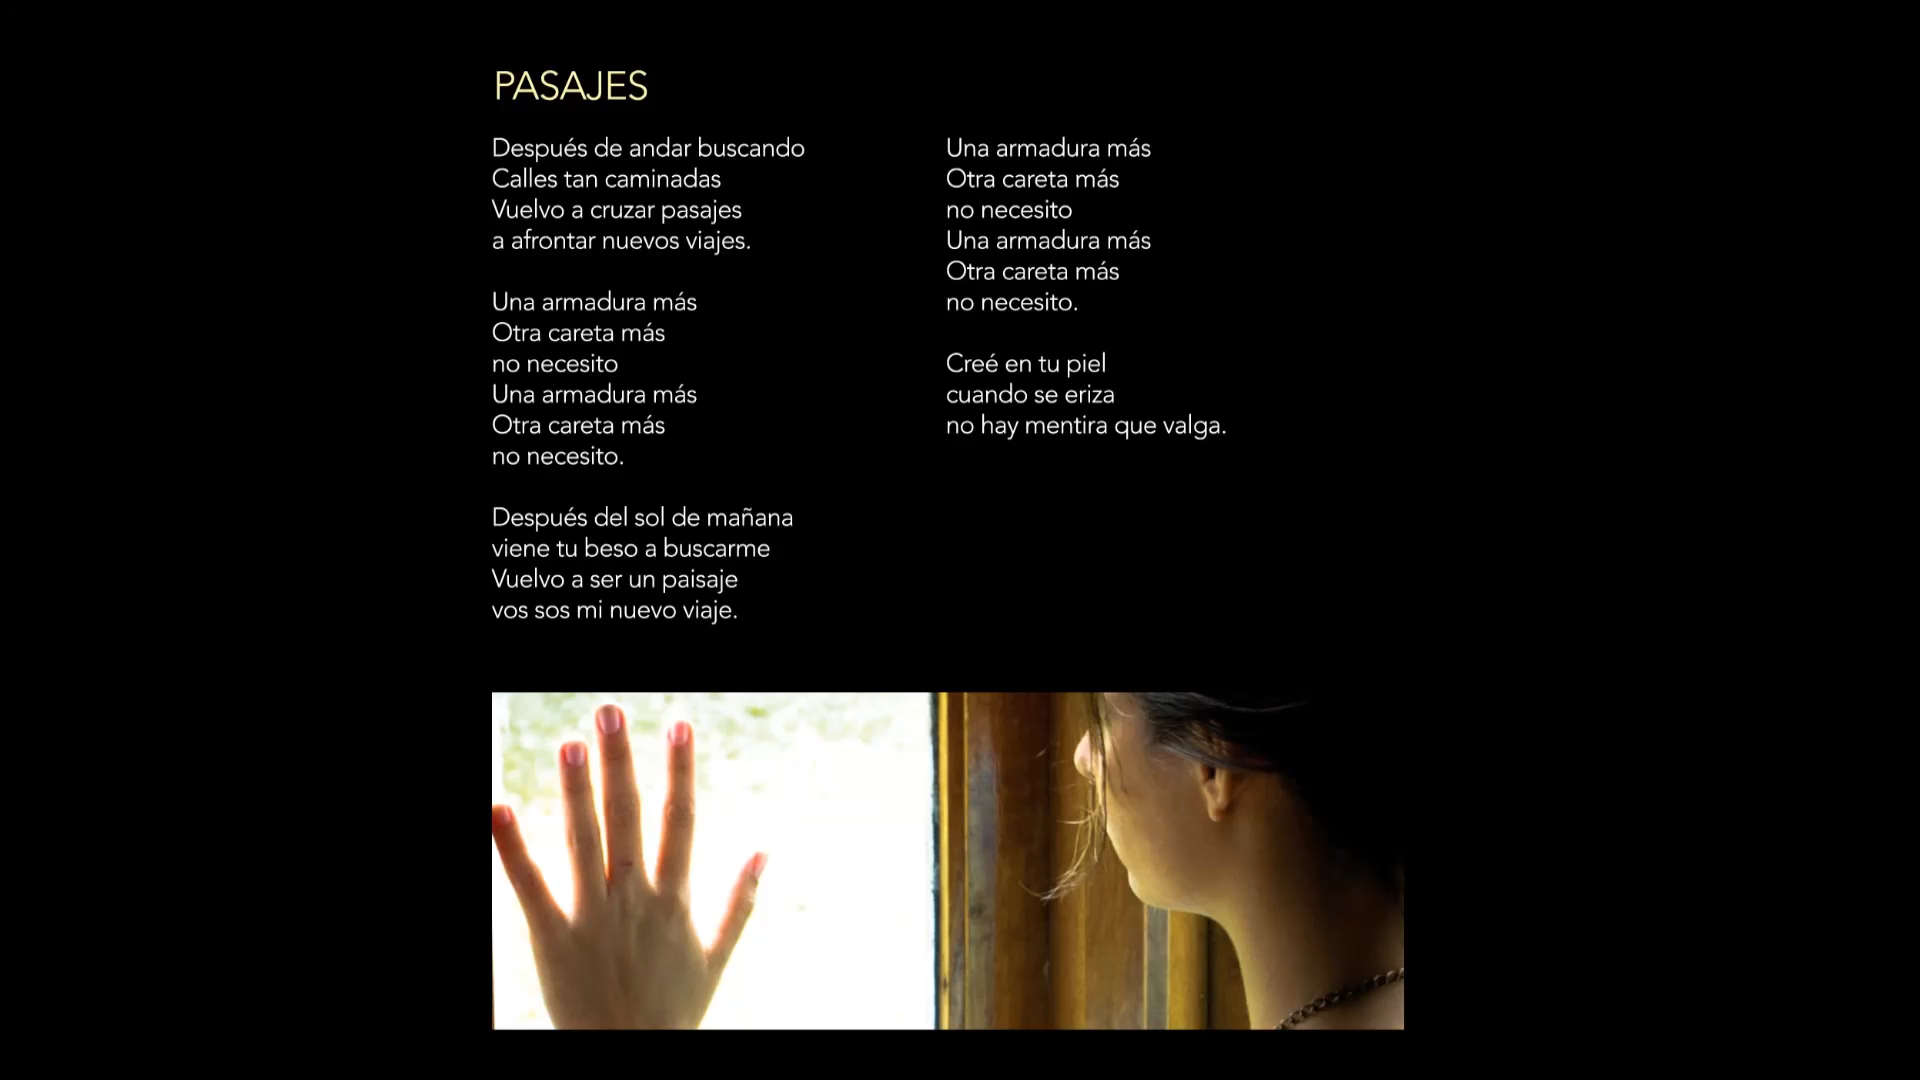 PASAJES
Después de andar buscando
Calles tan caminadas
Vuelvo a cruzar pasajes
a afrontar nuevos viajes.
Una armadura más
Otra careta más
no necesito
Una armadura más
Otra careta más
no necesito.
Después del sol de mañana
viene tu beso a buscarme
Vuelvo a ser un paisaje
vos sos mi nuevo viaje.
Una armadura más
Otra careta más
no necesito
Una armadura más
Otra careta más
no necesito.
Creé en tu piel
cuando se eriza
no hay mentira que valga.